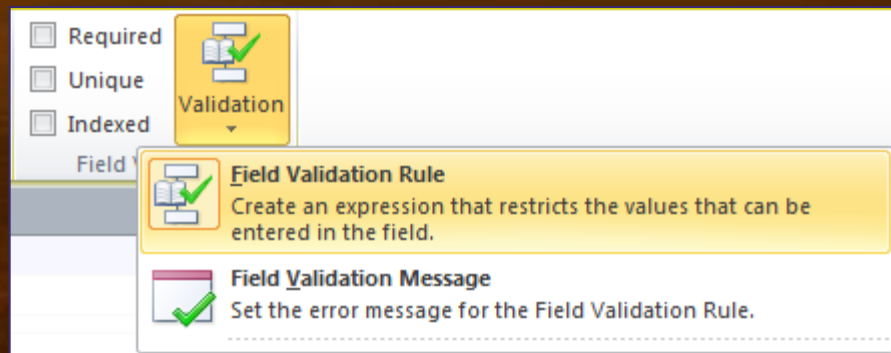 Required
Unique
Indexed
Validation
Field
Field Validation Rule
Create an expression that restricts the values that can be
entered in the field.
Field Validation Message
Set the error message for the Field Validation Rule.